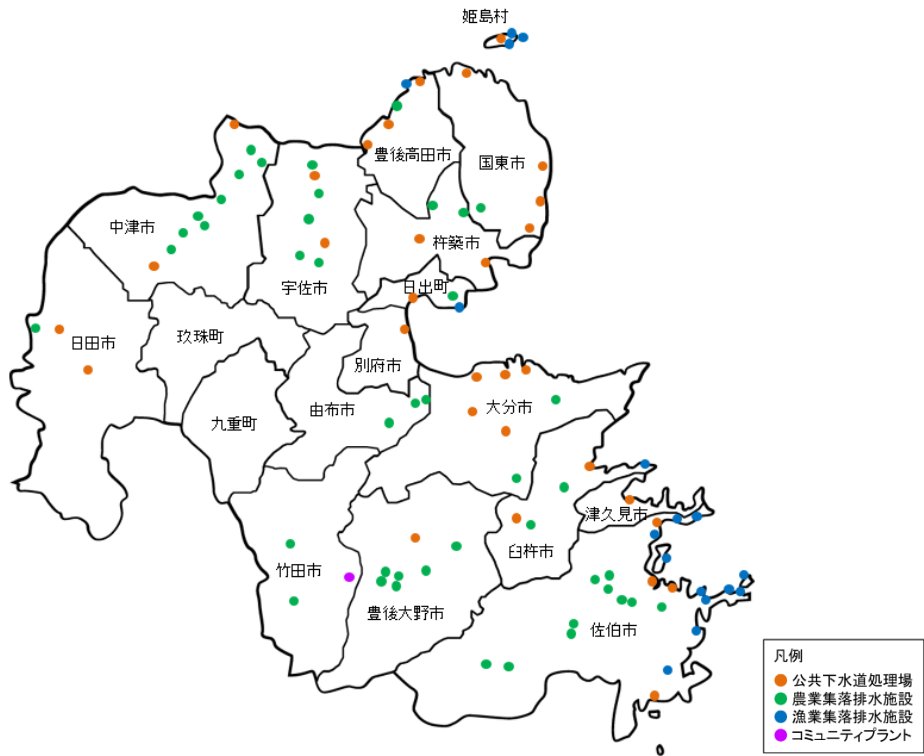 姫島村
豊後高田市
国東市
中津市
杵築市
宇佐市
日出町
日田市
玖珠町
別府市
由布市
大分市
九重町
津久見市
臼杵市
竹田市
豊後大野市
佐伯市
凡例
公共下水道処理場
農業集落排水施設
漁業集落排水施設
コミュニティプラント